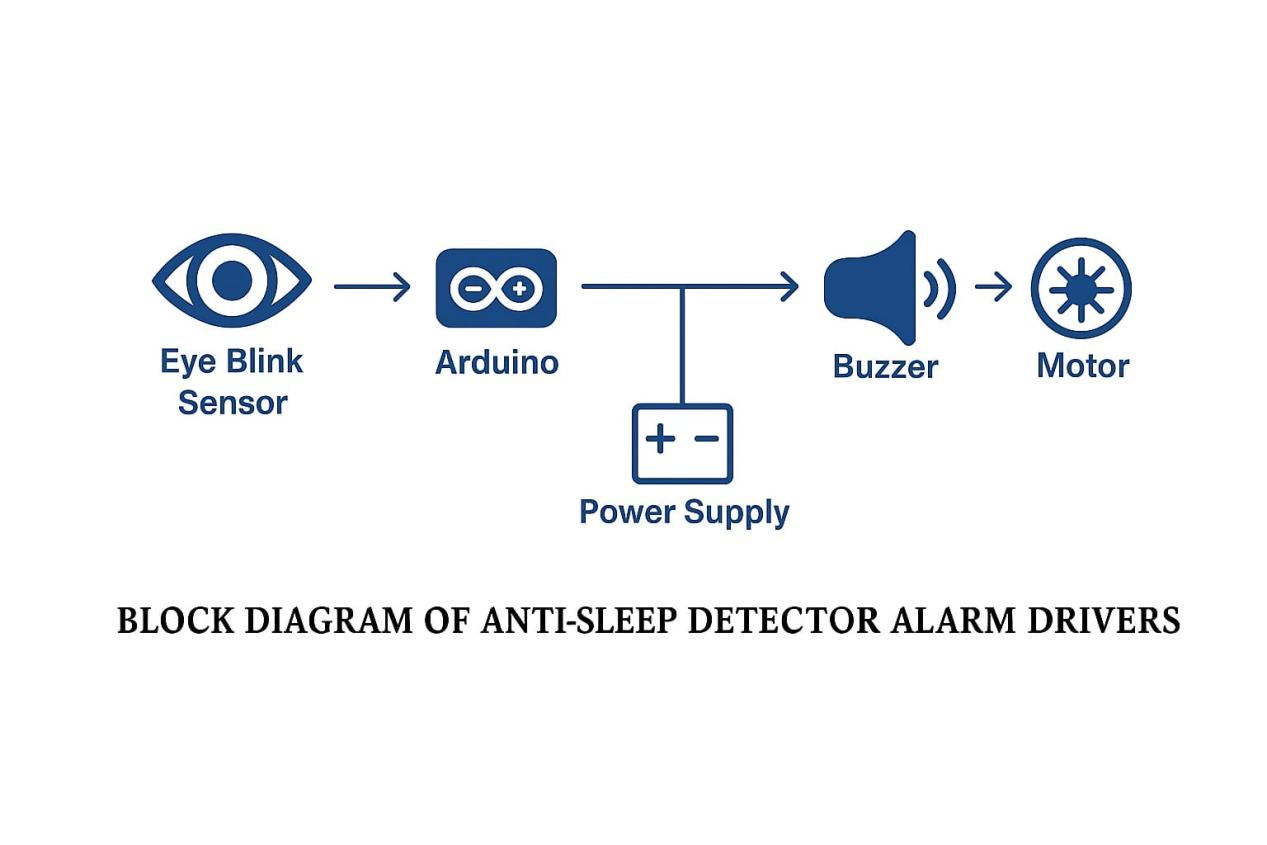 Eye Blink
Sensor
Arduino
Buzzer
Motor
+ -
Power Supply
BLOCK DIAGRAM OF ANTI-SLEEP DETECTOR ALARM DRIVERS